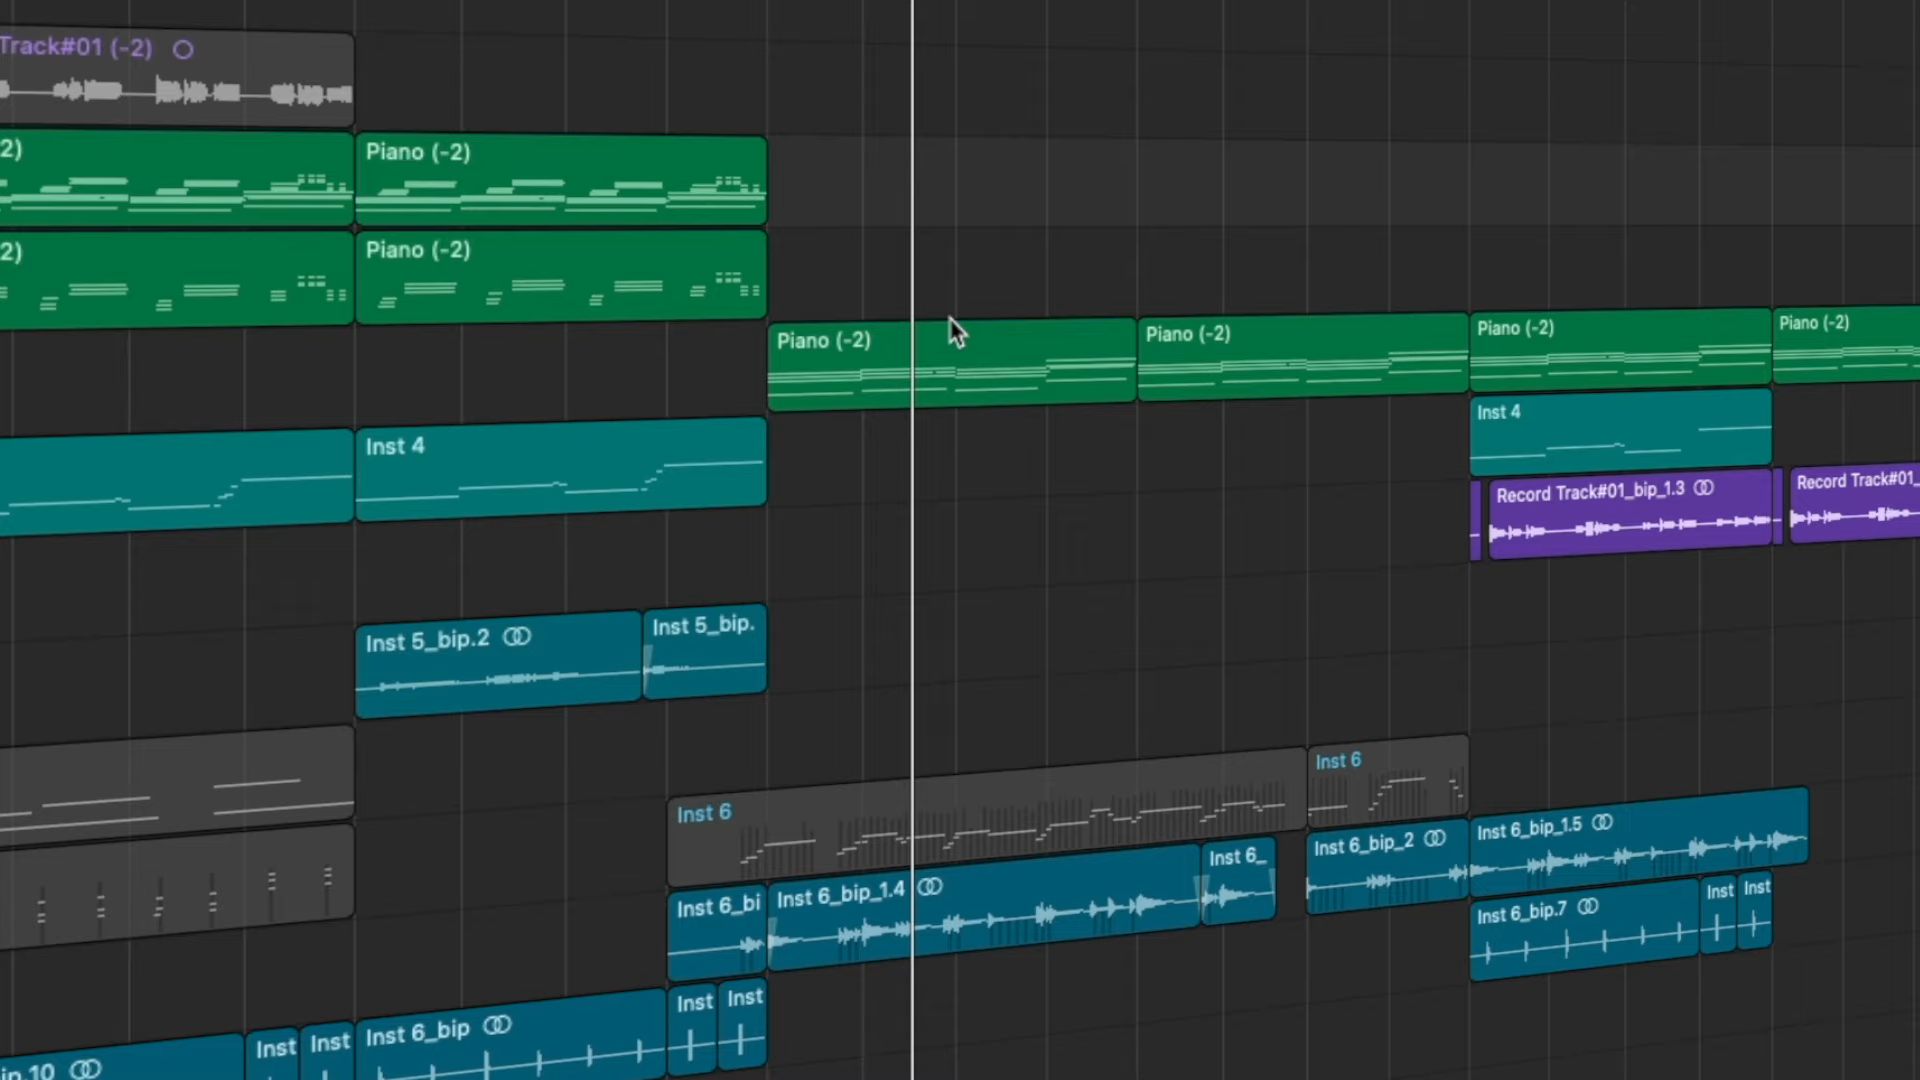 Track#01 (-2)
2)
Piano (-2)
2)
Piano (-2)
Piano (-2)
Piano (-2)
Piano (-2)
Piano (-2)
Inst 4
Inst 4
Record Track#01_bip_1.3
Record Track#01_
Inst 5_bip.2
Inst 5_bip.
Inst 6
Inst 6
Inst 6_bi
Inst 6_bip_1.4
Inst 6_
Inst 6_bip_2
Inst 6_bip_1.5
Inst 6_bip.7
Inst
Inst
ip.10
Inst
Inst
Inst 6_bip
Inst
Inst